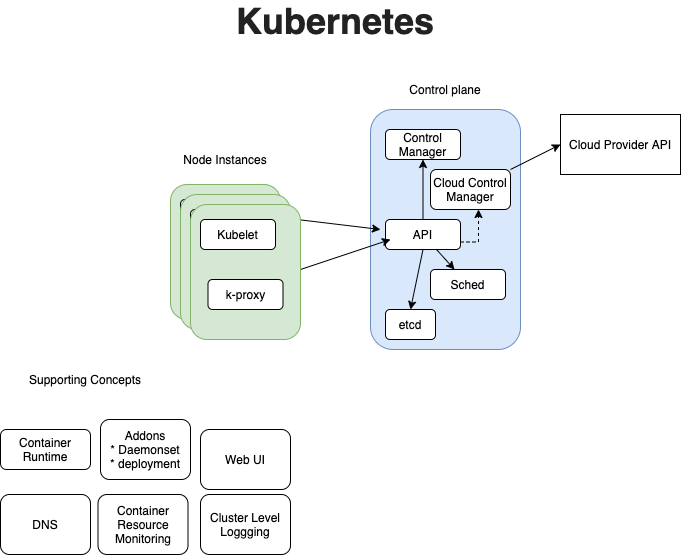 Kubernetes
Control plane
Control
Manager
Cloud Provider API
Node Instances
Cloud Control
Manager
Kubelet
API
k-proxy
Sched
etcd
Supporting Concepts
Container
Runtime
Addons
* Daemonset
* deployment
Web UI
DNS
Container
Resource
Monitoring
Cluster Level
Loggging